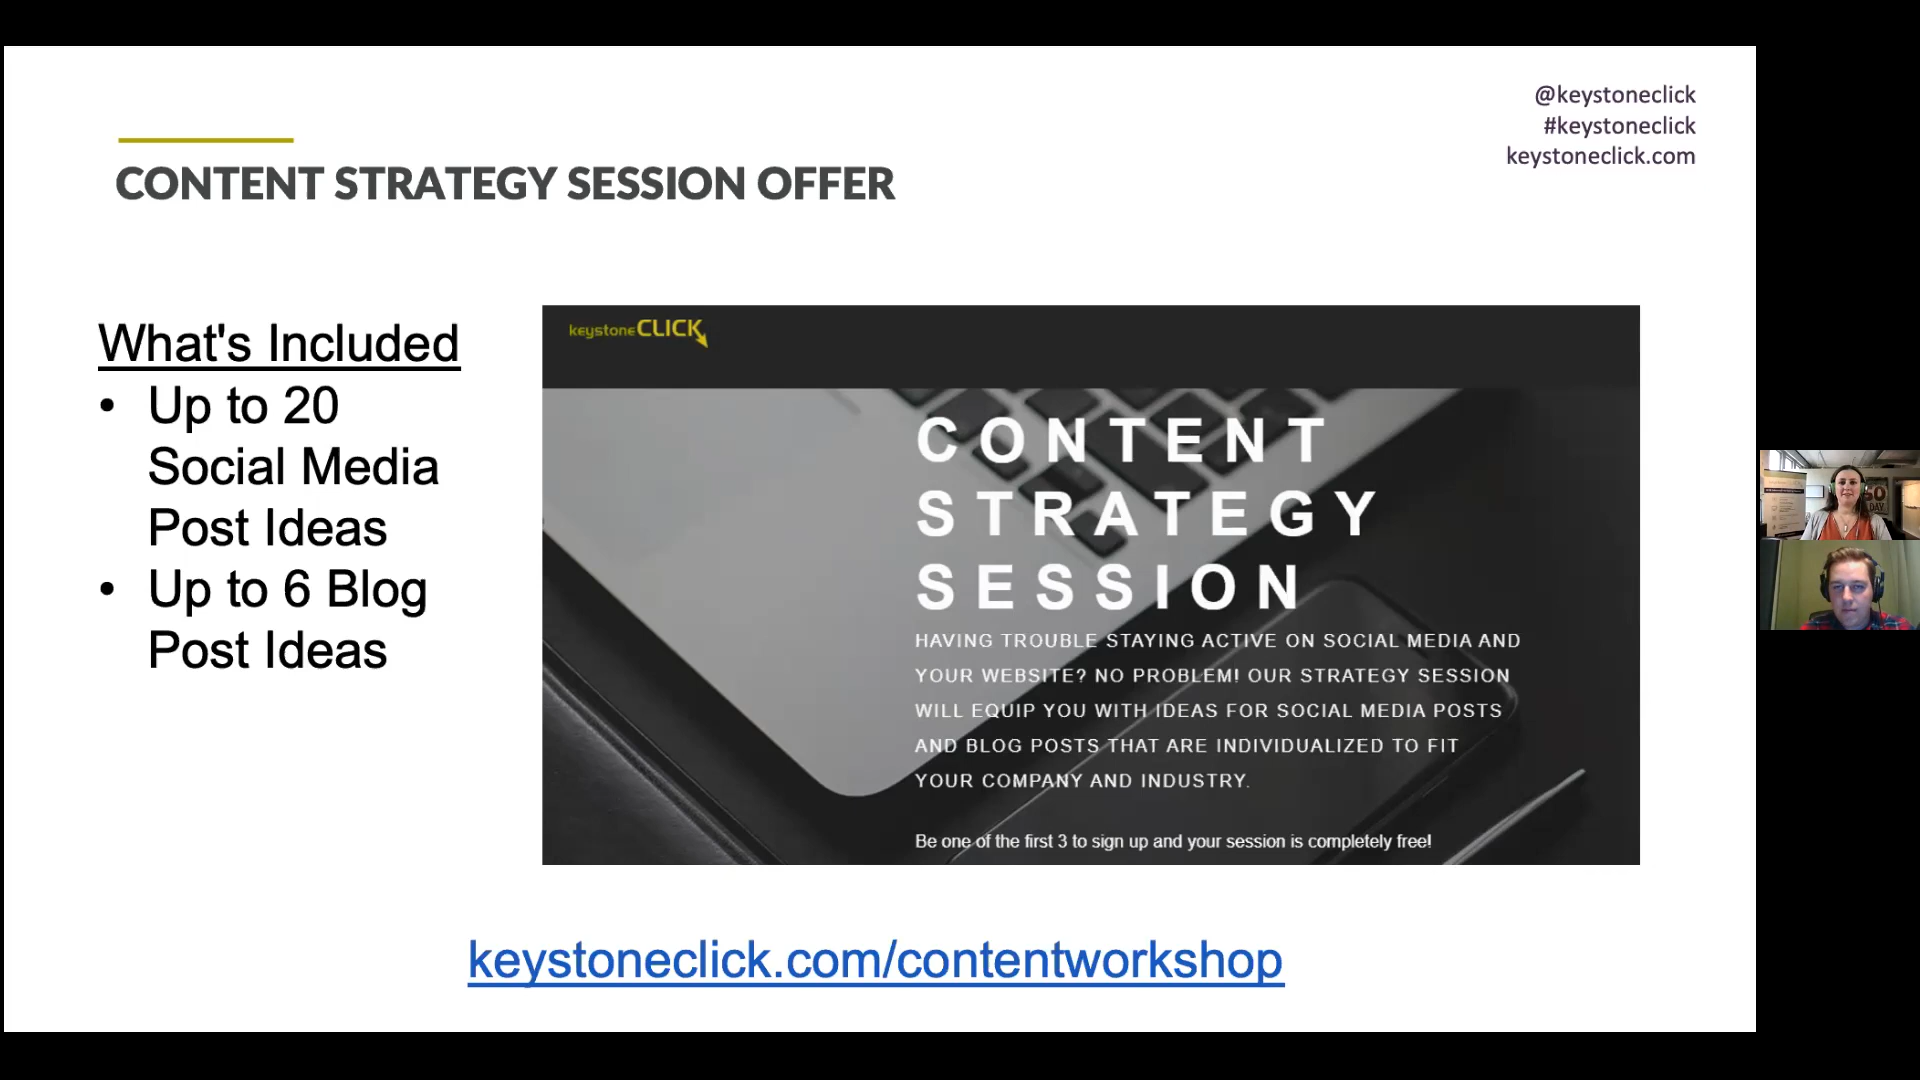 @keystoneclick
#keystoneclick
keystoneclick.com
CONTENT STRATEGY SESSION OFFER
What's Included
• Up to 20
Social Media
Post Ideas
• Up to 6 Blog
Post Ideas
keystoneCLICK
CONTENT
STRATEGY
SESSION
HAVING TROUBLE STAYING ACTIVE ON SOCIAL MEDIA AND
YOUR WEBSITE? NO PROBLEM! OUR STRATEGY SESSION
WILL EQUIP YOU WITH IDEAS FOR SOCIAL MEDIA POSTS
AND BLOG POSTS THAT ARE INDIVIDUALIZED TO FIT
YOUR COMPANY AND INDUSTRY.
Be one of the first 3 to sign up and your session is completely free!
keystoneclick.com/contentworkshop